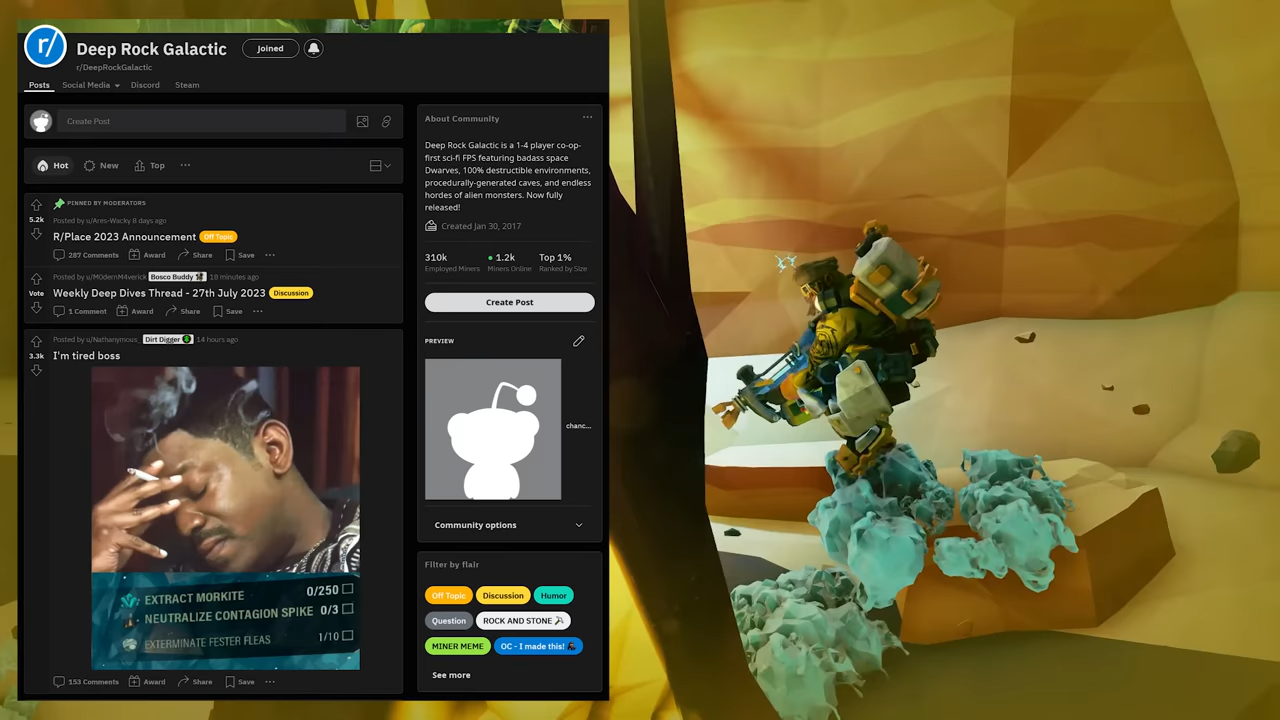 r/
Deep Rock Galactic
Joined
r/DeepRockGalactic
Posts
Social Media
Discord
Steam
Create Post
Hot
New
Top
PINNED BY MODERATORS
5.2k
Posted by u/Ares-Wacky 8 days ago
R/Place 2023 Announcement
Off Topic
287 Comments
Award
Share
Save
Posted by u/M0dernM4verick
Bosco Buddy
10 minutes ago
Vote
Weekly Deep Dives Thread - 27th July 2023
Discussion
1 Comment
Award
Share
Save
Posted by u/Nathanymous_
Dirt Digger
14 hours ago
3.3k
I'm tired boss
EXTRACT MORKITE 0/250
NEUTRALIZE CONTAGION SPIKE 0/3
EXTERMINATE FESTER FLEAS 1/10
153 Comments
Award
Share
Save
About Community
Deep Rock Galactic is a 1-4 player co-op-
first sci-fi FPS featuring badass space
Dwarves, 100% destructible environments,
procedurally-generated caves, and endless
hordes of alien monsters. Now fully
released!
Created Jan 30, 2017
310k
Employed Miners
1.2k
Miners Online
Top 1%
Ranked by Size
Create Post
PREVIEW
chanc...
Community options
Filter by flair
Off Topic
Discussion
Humor
Question
ROCK AND STONE
MINER MEME
OC - I made this!
See more